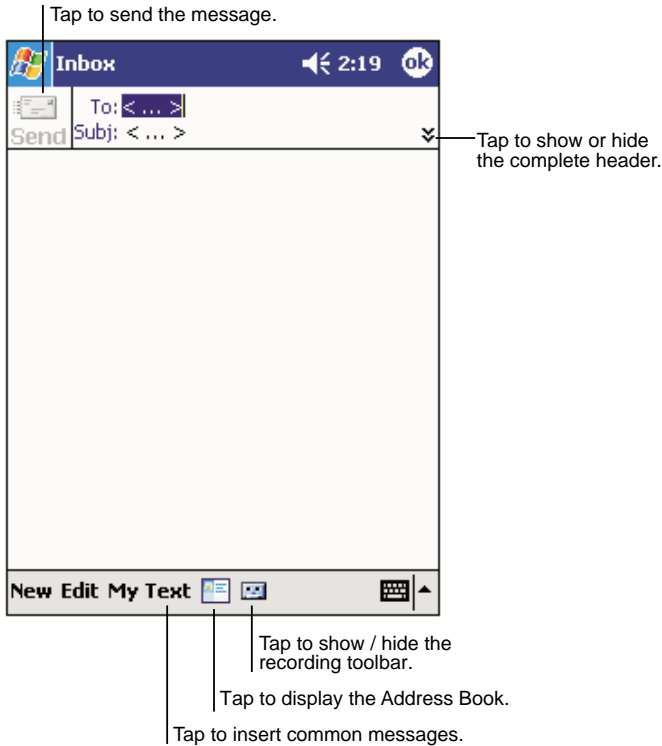 Tap to send the message.
Inbox 2:19 ok
To: < ... >
Send Subj: < ... >
Tap to show or hide
the complete header.
New Edit My Text
Tap to show / hide the
recording toolbar.
Tap to display the Address Book.
Tap to insert common messages.